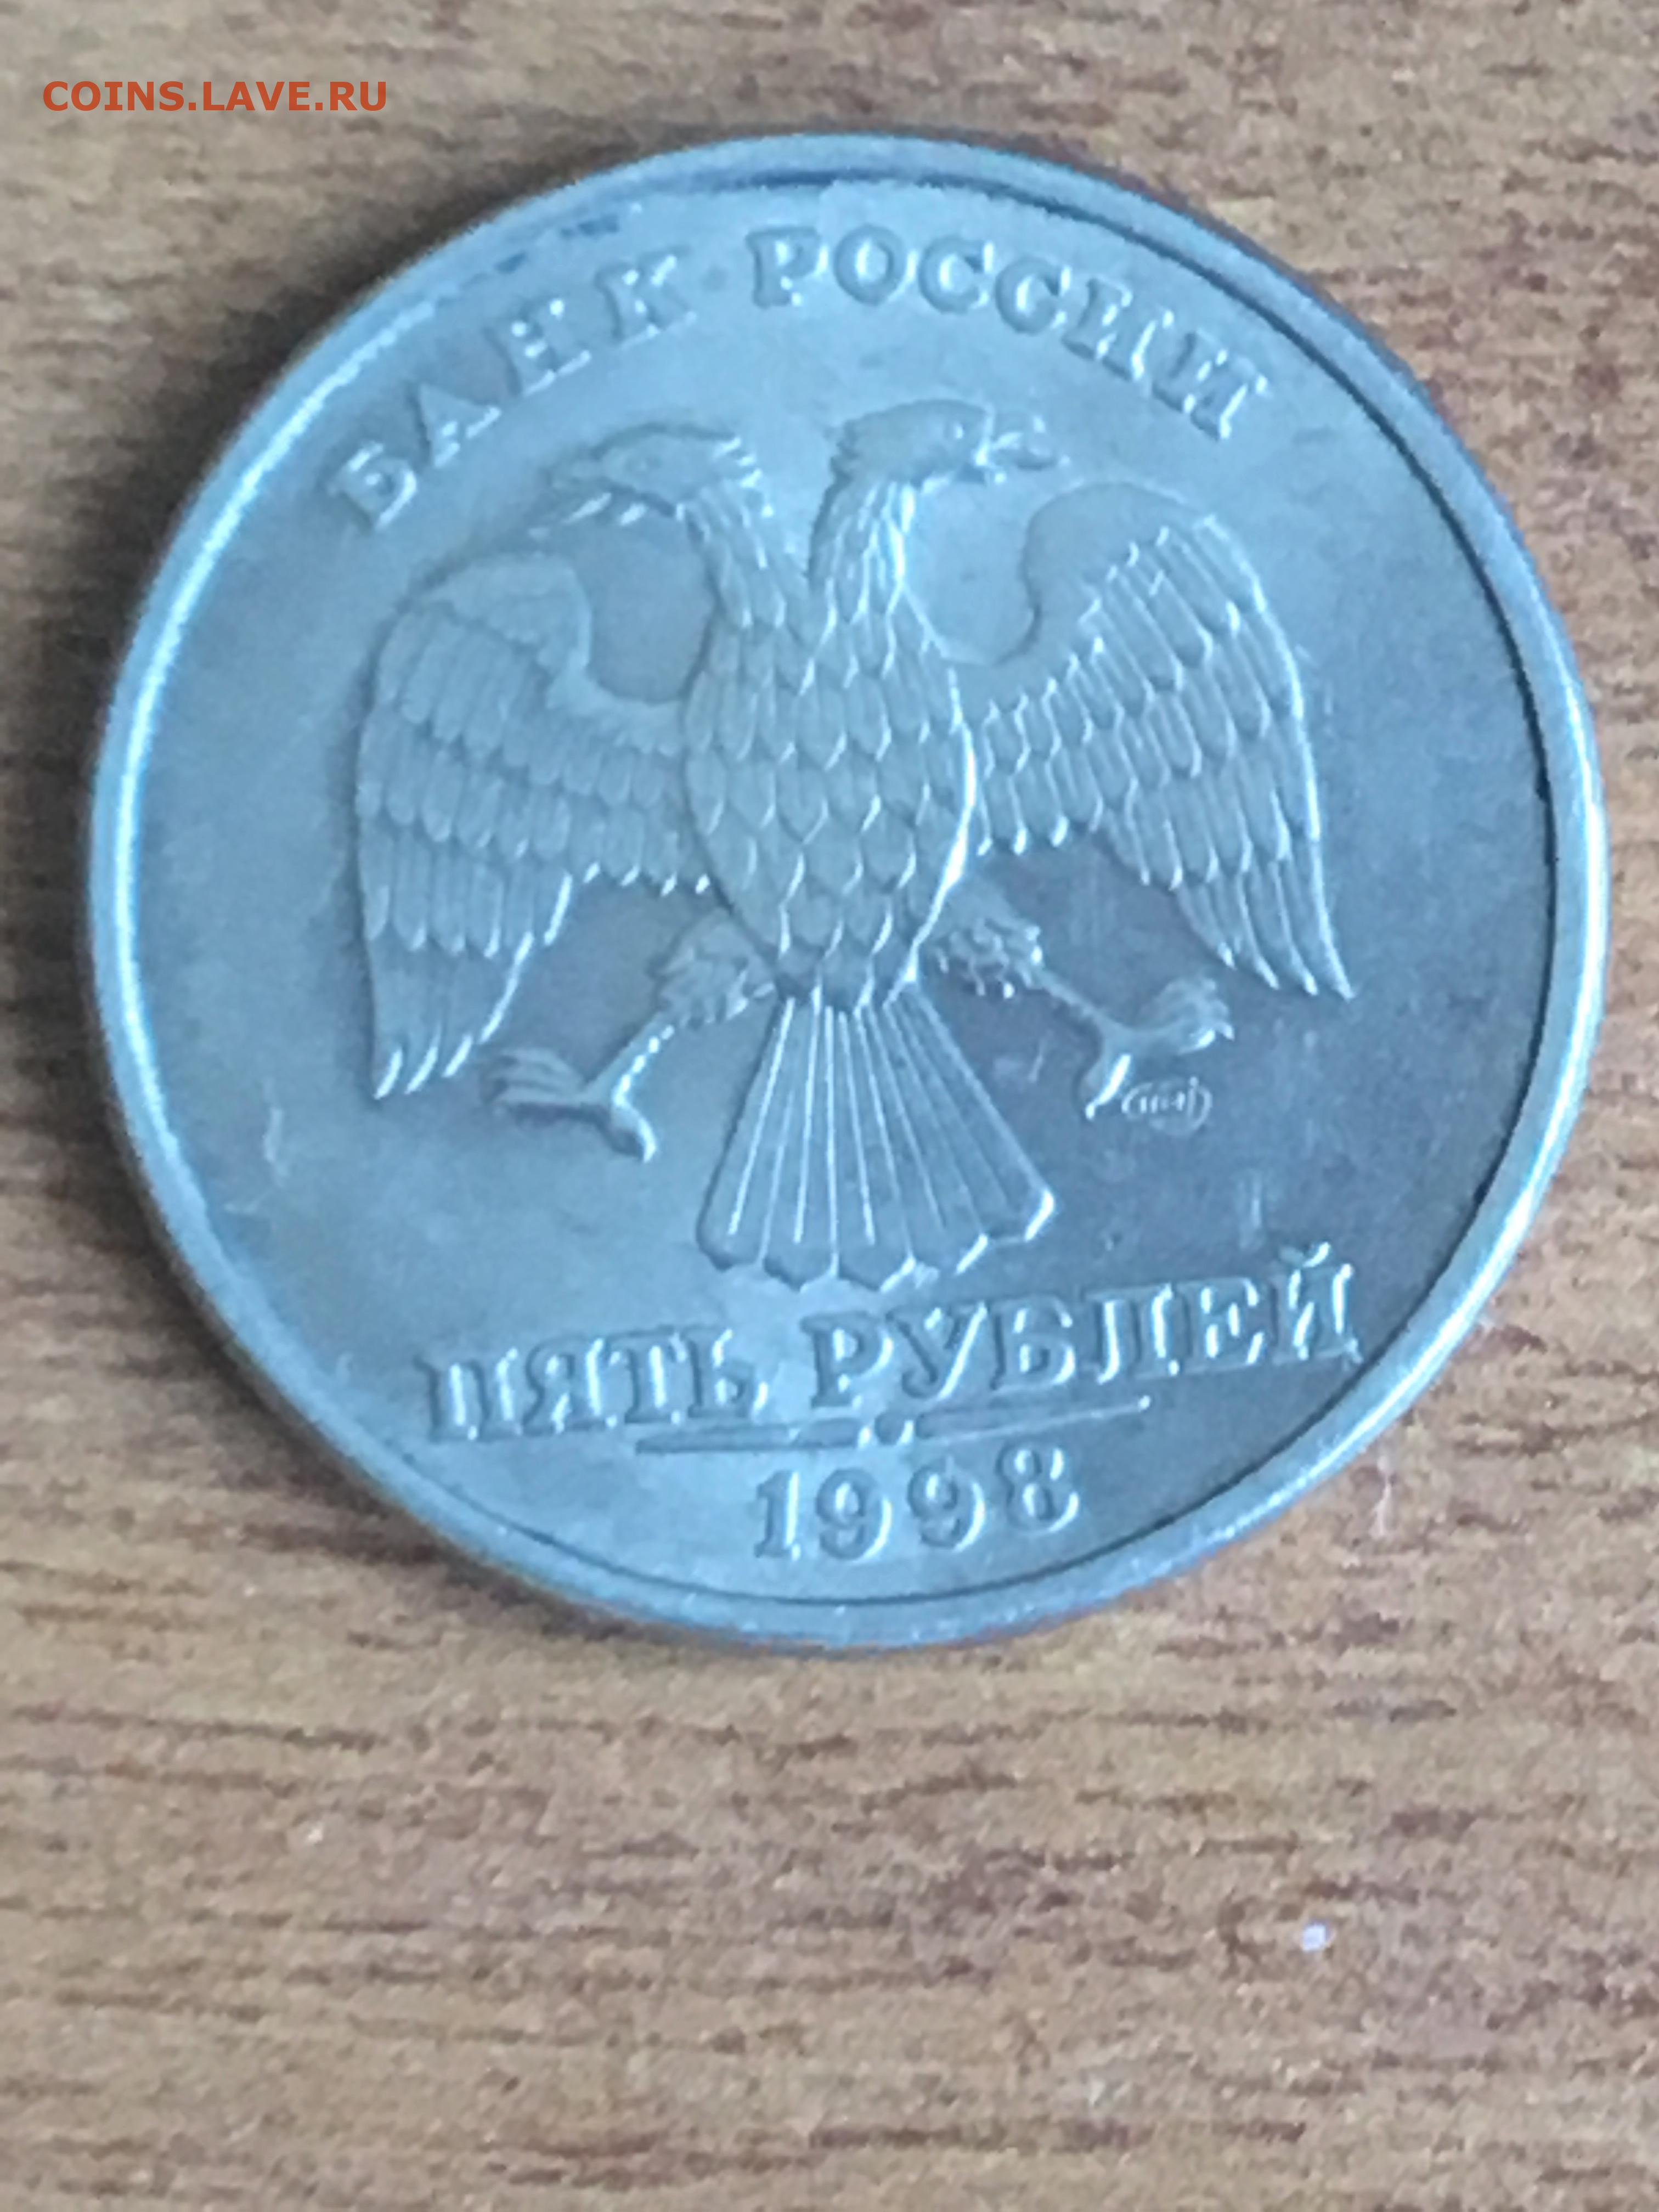 COINS.LAVE.RU
БАНК РОССИИ
ПЯТЬ РУБЛЕЙ
1998